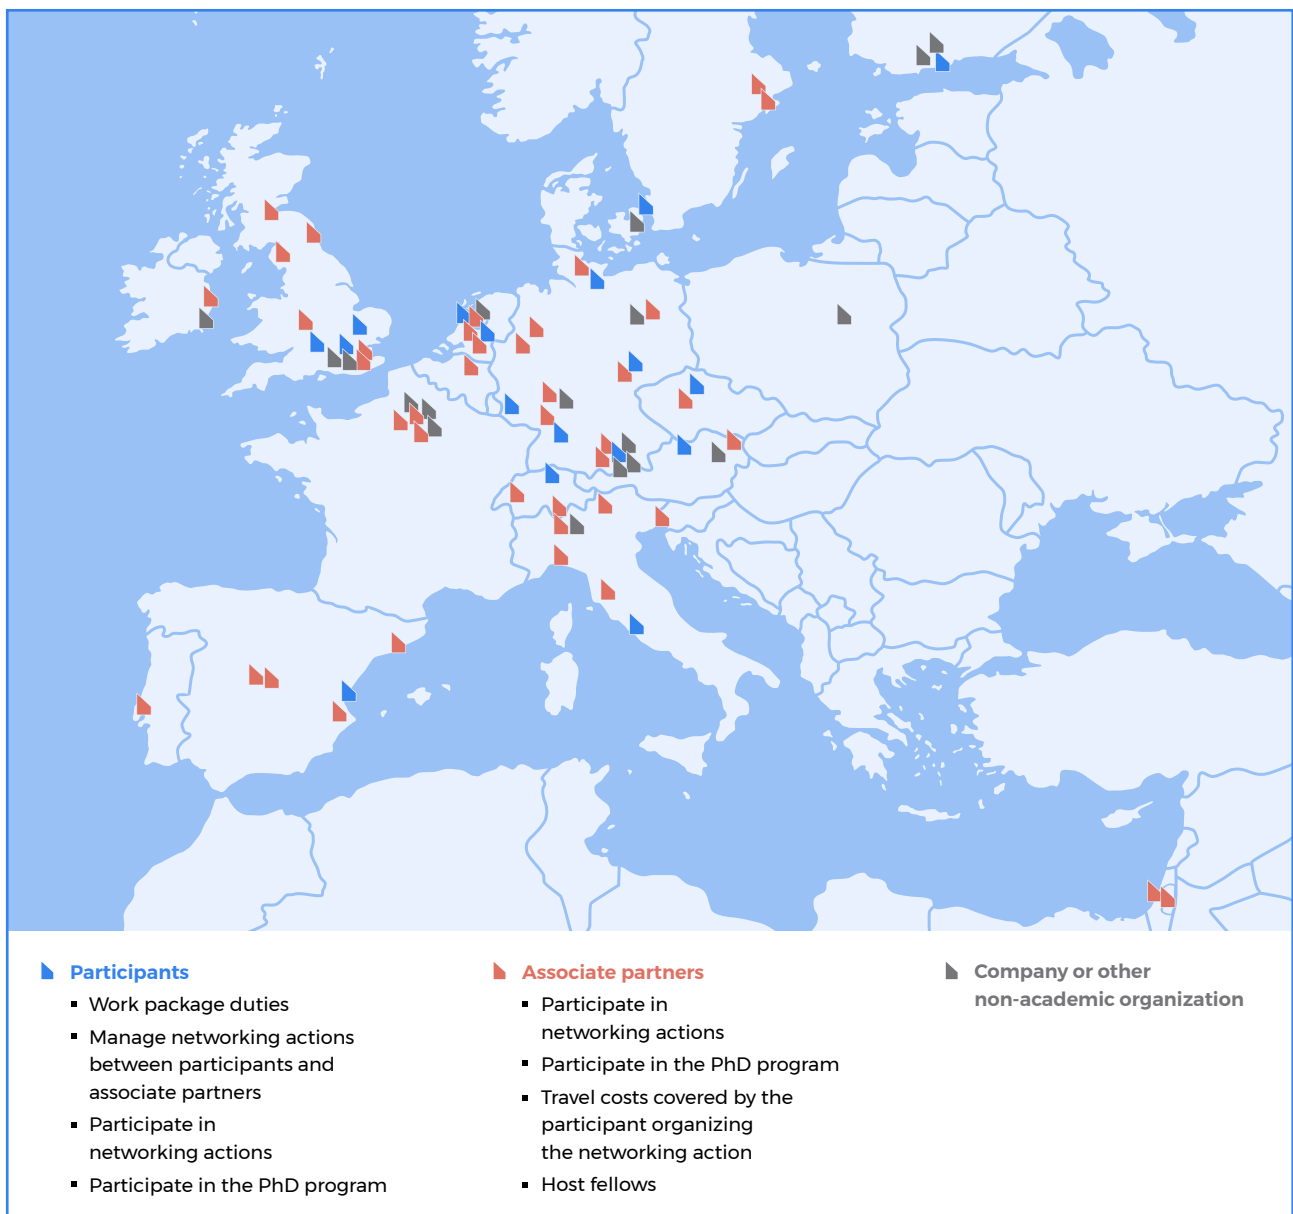 Participants
Work package duties
Manage networking actions
between participants and
associate partners
Participate in
networking actions
Participate in the PhD program
Associate partners
Participate in
networking actions
Participate in the PhD program
Travel costs covered by the
participant organizing
the networking action
Host fellows
Company or other
non-academic organization